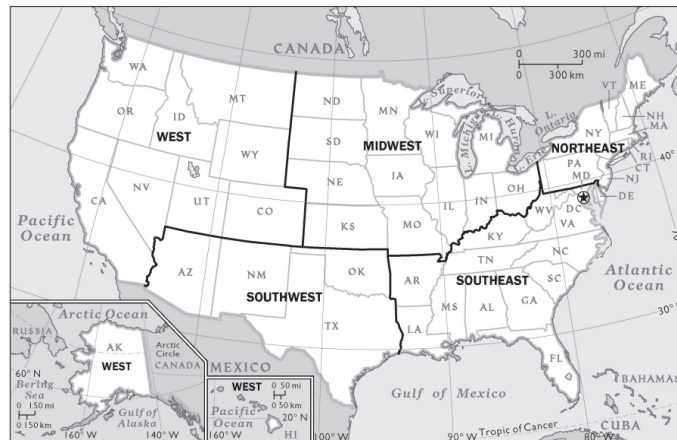 CANADA
0 300 mi
0 300 km
WA
OR
ID
MT
WY
WEST
CA
NV
UT
CO
ND
SD
NE
KS
MN
IA
MO
WI
IL
MI
IN
OH
MIDWEST
L. Superior
L. Michigan
L. Huron
L. Erie
L. Ontario
VT
ME
NH
MA
NY
NORTHEAST
RI
CT
PA
NJ
MD
DE
DC
WV
VA
KY
NC
TN
SC
AR
SOUTHEAST
MS
AL
GA
LA
FL
AZ
NM
OK
SOUTHWEST
TX
40°
30°
Pacific
Ocean
Atlantic
Ocean
Arctic Ocean
RUSSIA
AK
WEST
Arctic
Circle
CANADA
60° N
Bering
Sea
0 150 mi
0 150 km
Gulf of
Alaska
160° W
140° W
MEXICO
WEST
0 50 mi
0 50 km
20° N
Pacific
Ocean
160° W
HI
100° W
Gulf of Mexico
90° W
Tropic of Cancer
80° W
BAHAMAS
CUBA